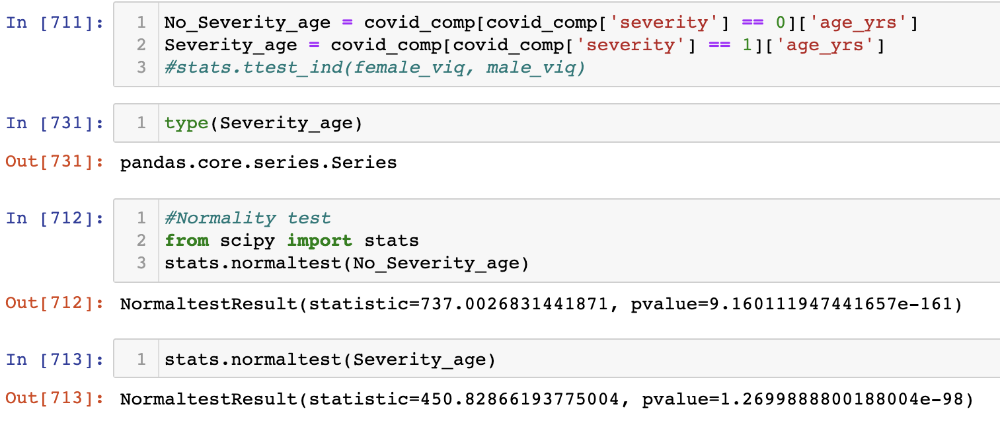 In [711]: 1 No_Severity_age = covid_comp[covid_comp['severity'] == 0]['age_yrs']
2 Severity_age = covid_comp[covid_comp['severity'] == 1]['age_yrs']
3 #stats.ttest_ind(female_viq, male_viq)
In [731]: 1 type(Severity_age)
Out[731]: pandas.core.series.Series
In [712]: 1 #Normality test
2 from scipy import stats
3 stats.normaltest(No_Severity_age)
Out[712]: NormaltestResult(statistic=737.0026831441871, pvalue=9.160111947441657e-161)
In [713]: 1 stats.normaltest(Severity_age)
Out[713]: NormaltestResult(statistic=450.82866193775004, pvalue=1.2699888800188004e-98)